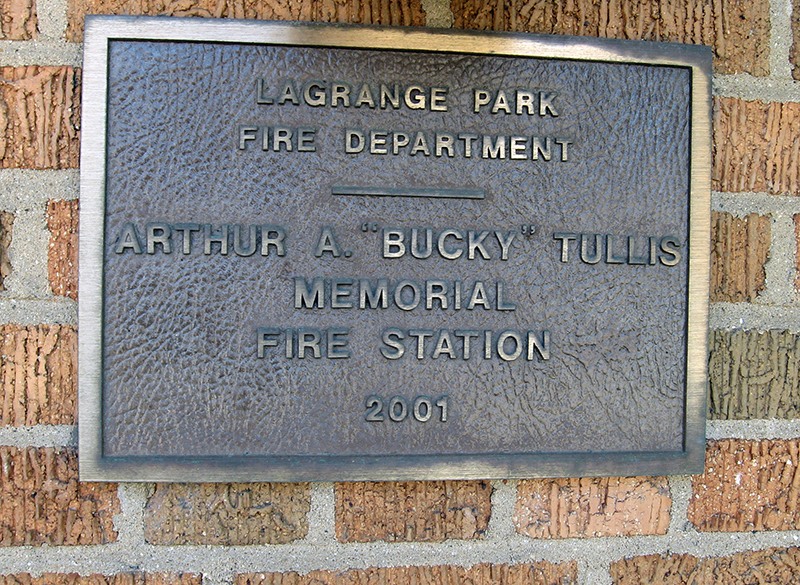 LAGRANGE PARK
FIRE DEPARTMENT
ARTHUR A. "BUCKY" TULLIS
MEMORIAL
FIRE STATION
2001